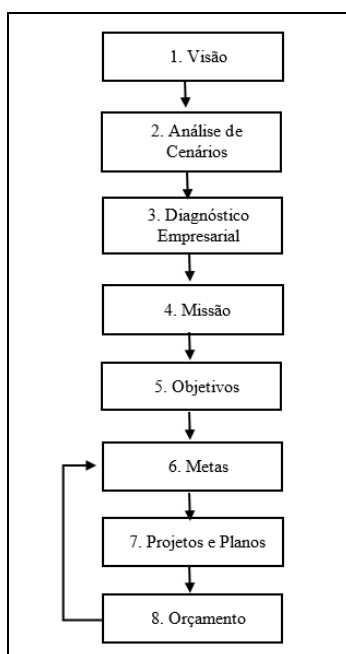 1. Visão
2. Análise de
Cenários
3. Diagnóstico
Empresarial
4. Missão
5. Objetivos
6. Metas
7. Projetos e Planos
8. Orçamento